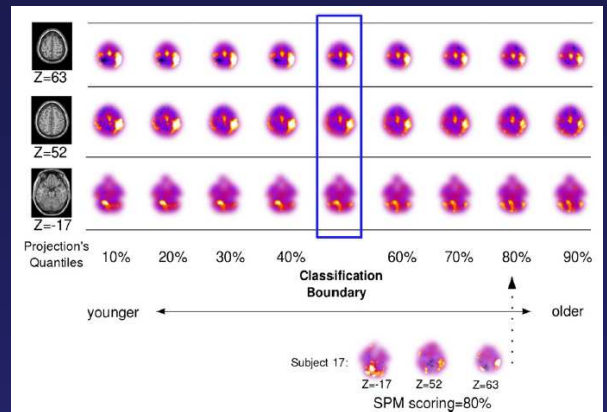 Z=63
Z=52
Z=-17
Projection's
Quantiles
10% 20% 30% 40% 60% 70% 80% 90%
Classification
Boundary
younger older
Subject 17:
Z=-17 Z=52 Z=63
SPM scoring=80%